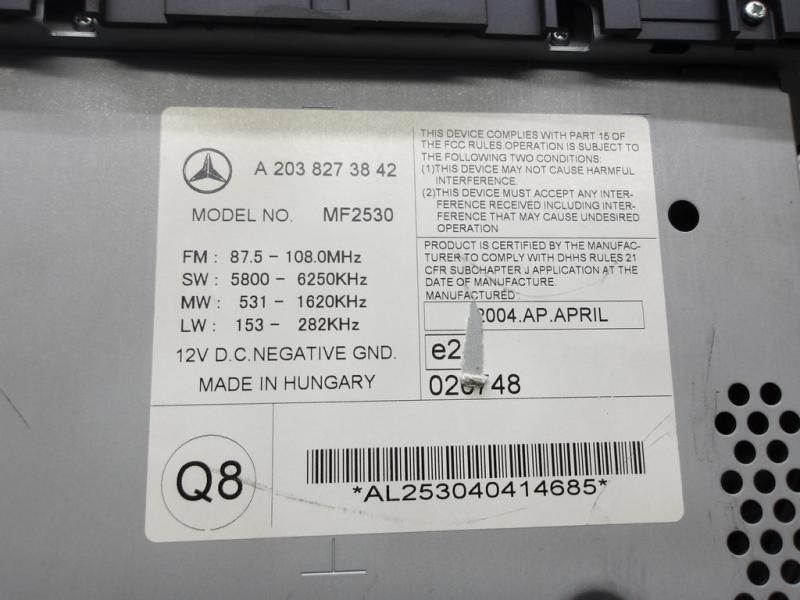 A 203 827 38 42
MODEL NO. MF2530
FM : 87.5 - 108.0MHz
SW : 5800 - 6250KHz
MW : 531 - 1620KHz
LW : 153 - 282KHz
12V D.C.NEGATIVE GND.
MADE IN HUNGARY
THIS DEVICE COMPLIES WITH PART 15 OF
THE FCC RULES.OPERATION IS SUBJECT
TO THE FOLLOWING TWO CONDITIONS:
(1)THIS DEVICE MAY NOT CAUSE HARMFUL
INTERFERENCE.
(2)THIS DEVICE MUST ACCEPT ANY INTER-
FERENCE RECEIVED INCLUDING INTER-
FERENCE THAT MAY CAUSE UNDESIRED
OPERATION
PRODUCT IS CERTIFIED BY THE MANUFAC-
TURER TO COMPLY WITH DHHS RULES 21
CFR SUBCHAPTER J APPLICATION AT THE
DATE OF MANUFACTURE.
MANUFACTURED :
2004.AP.APRIL
e2
020748
Q8
*AL253040414685*